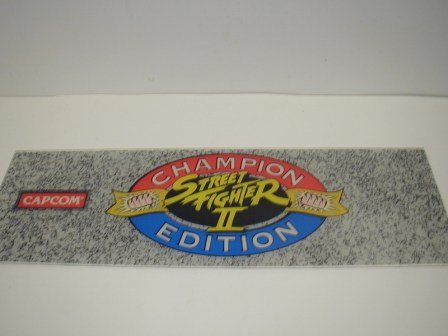 CAPCOM
CHAMPION
STREET
FIGHTER
II
EDITION